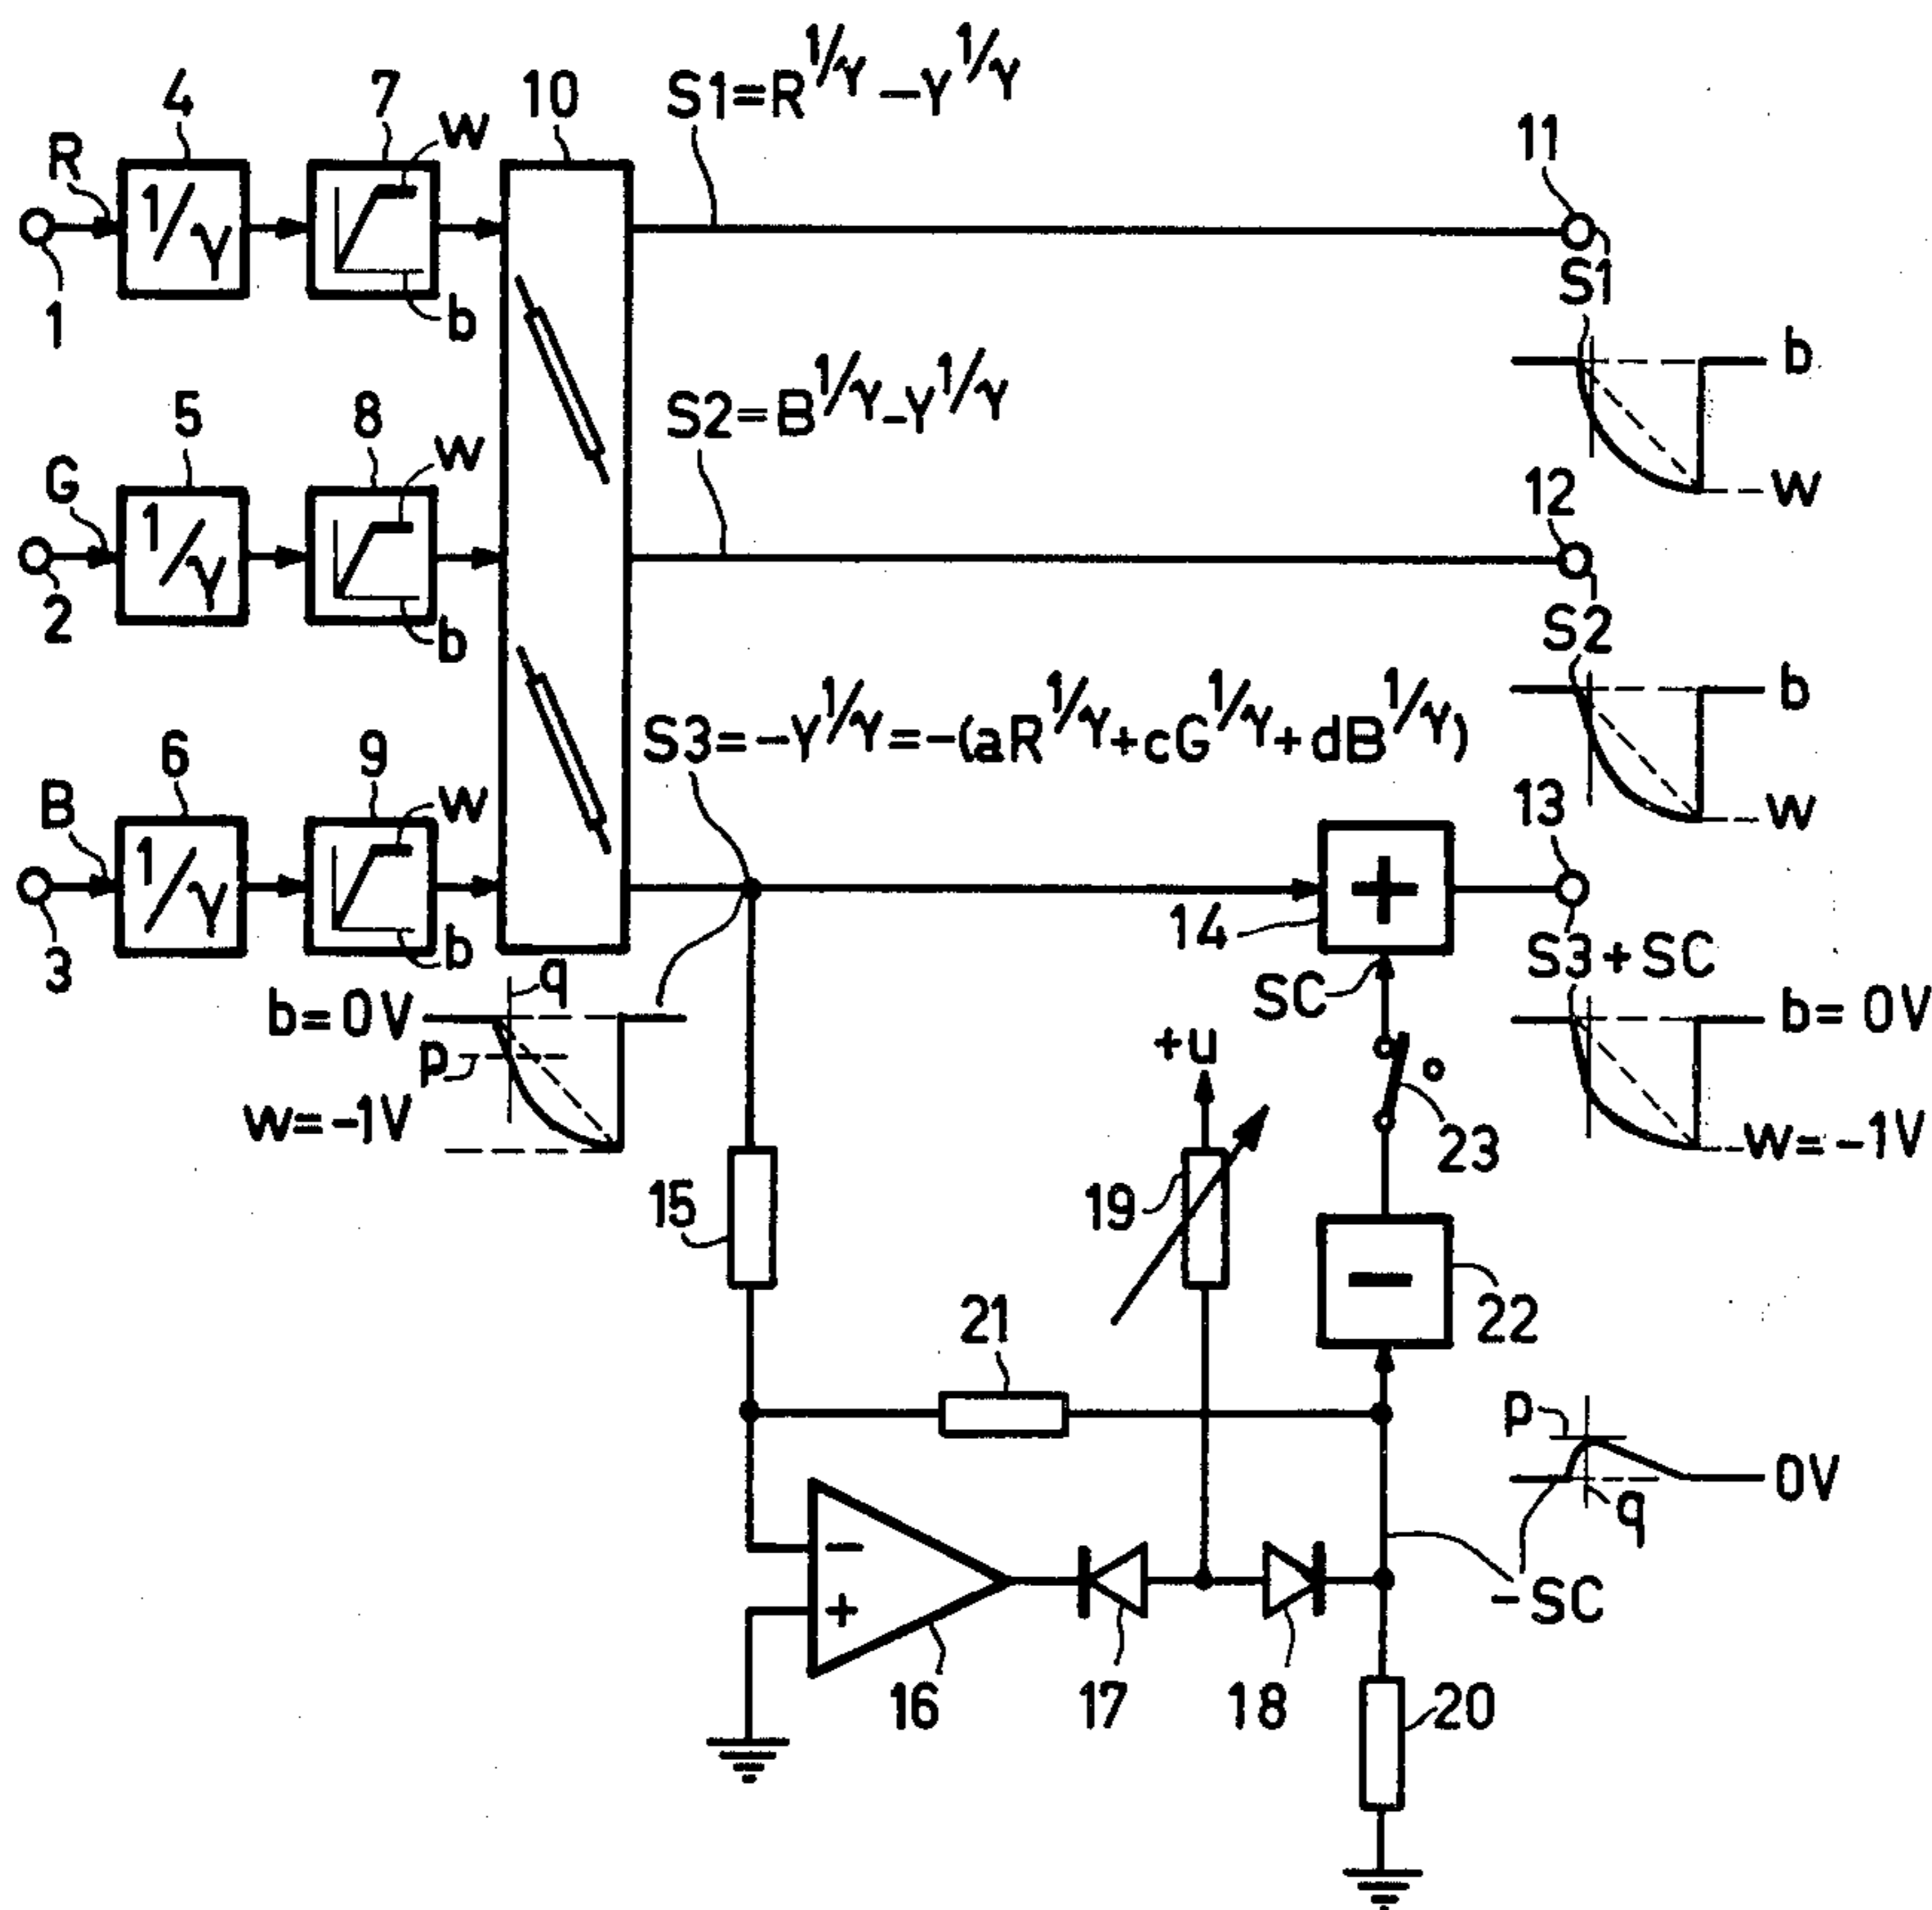 4
7
10
S1=R^1/γ – Y^1/γ
R
1/γ
w
b
1
11
S1
b
w
5
8
S2=B^1/γ – Y^1/γ
G
1/γ
w
b
2
12
S2
b
w
6
9
S3=–Y^1/γ=–(aR^1/γ+cG^1/γ+dB^1/γ)
B
1/γ
w
b
3
14
+
13
S3+SC
SC
b=0V
q
p
w=-1V
b=0V
w=-1V
+u
23
15
19
22
–
21
p
0V
q
–
+
-SC
16
17
18
20